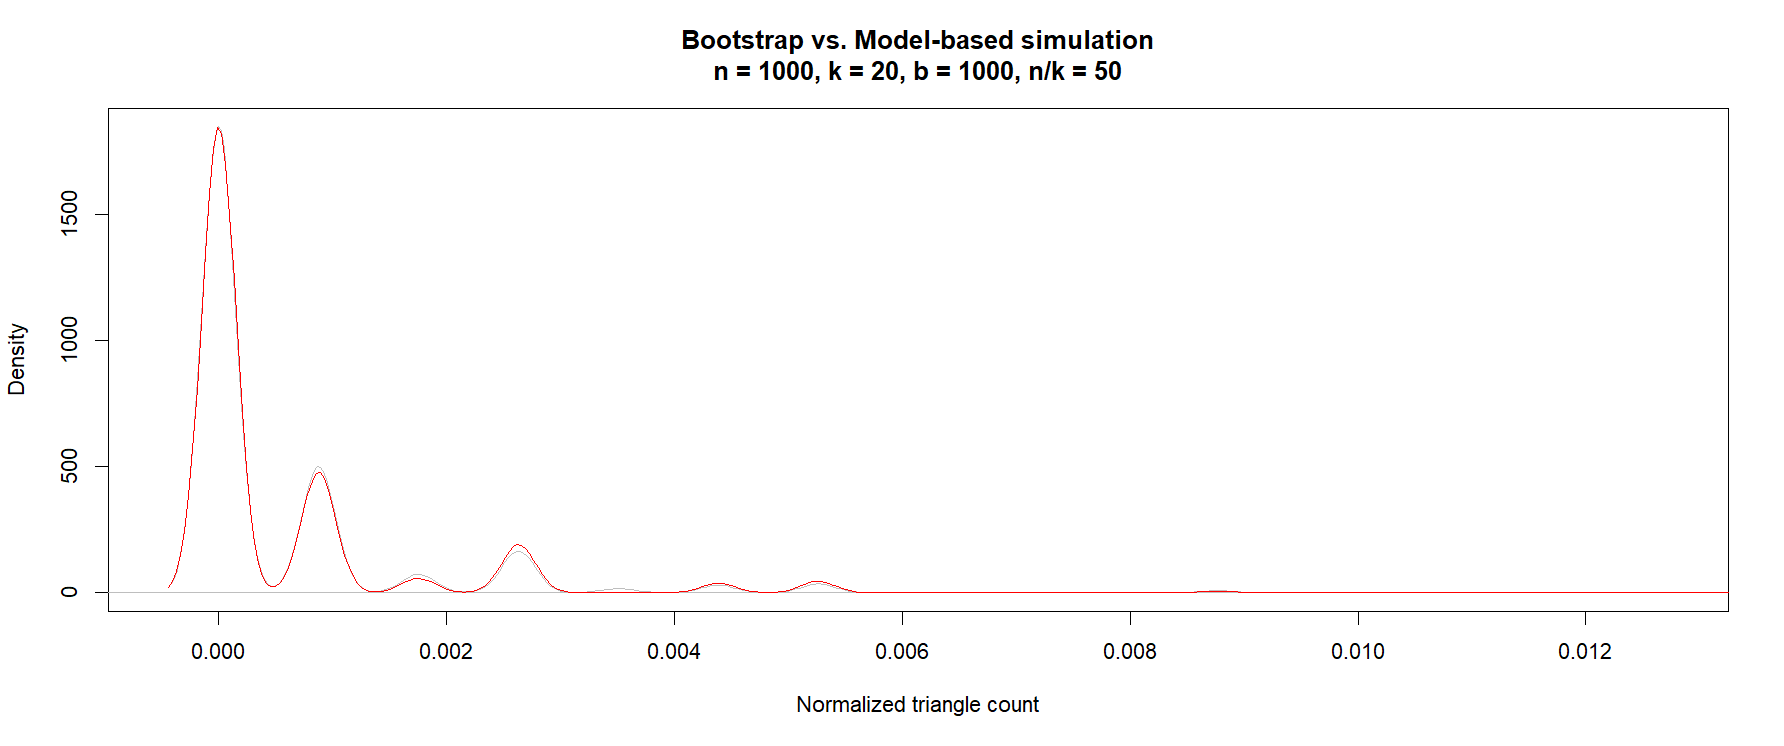 Bootstrap vs. Model-based simulation
n = 1000, k = 20, b = 1000, n/k = 50
Density
1500
1000
500
0
0.000 0.002 0.004 0.006 0.008 0.010 0.012
Normalized triangle count